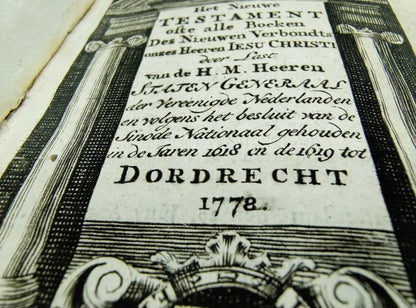 Het Nieuwe
TESTAMENT
ofte alle Boeken
Des Nieuwen Verbondts
onzes Heeren IESU CHRISTI
door Last
van de H. M. Heeren
STATEN GENERAAL
der Vereenigde Nederlanden
en volgens het besluit van de
Sinode Nationaal gehouden
in de Jaren 1618 en de 1619 tot
DORDRECHT
1778.